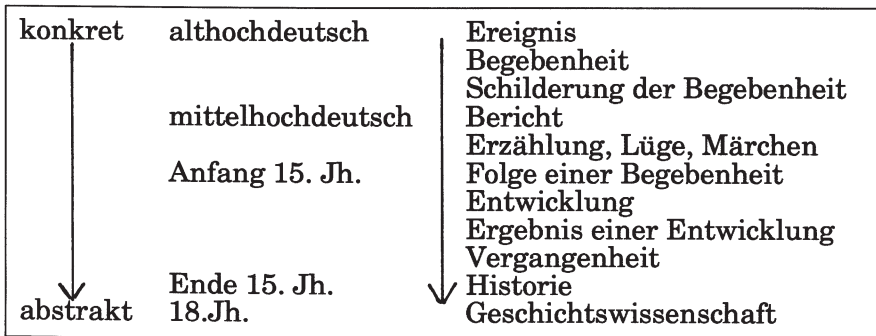 konkret althochdeutsch Ereignis
Begebenheit
Schilderung der Begebenheit
mittelhochdeutsch Bericht
Erzählung, Lüge, Märchen
Anfang 15. Jh. Folge einer Begebenheit
Entwicklung
Ergebnis einer Entwicklung
Vergangenheit
Ende 15. Jh. Historie
abstrakt 18.Jh. Geschichtswissenschaft